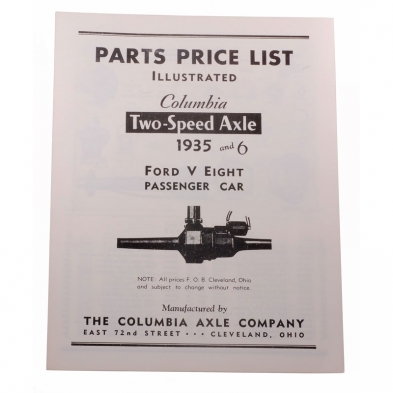 PARTS PRICE LIST
ILLUSTRATED
Columbia
Two-Speed Axle
1935 and 6
FORD V EIGHT
PASSENGER CAR
NOTE: All prices F. O. B. Cleveland, Ohio
and subject to change without notice.
Manufactured by
THE COLUMBIA AXLE COMPANY
EAST 72nd STREET · · · CLEVELAND, OHIO